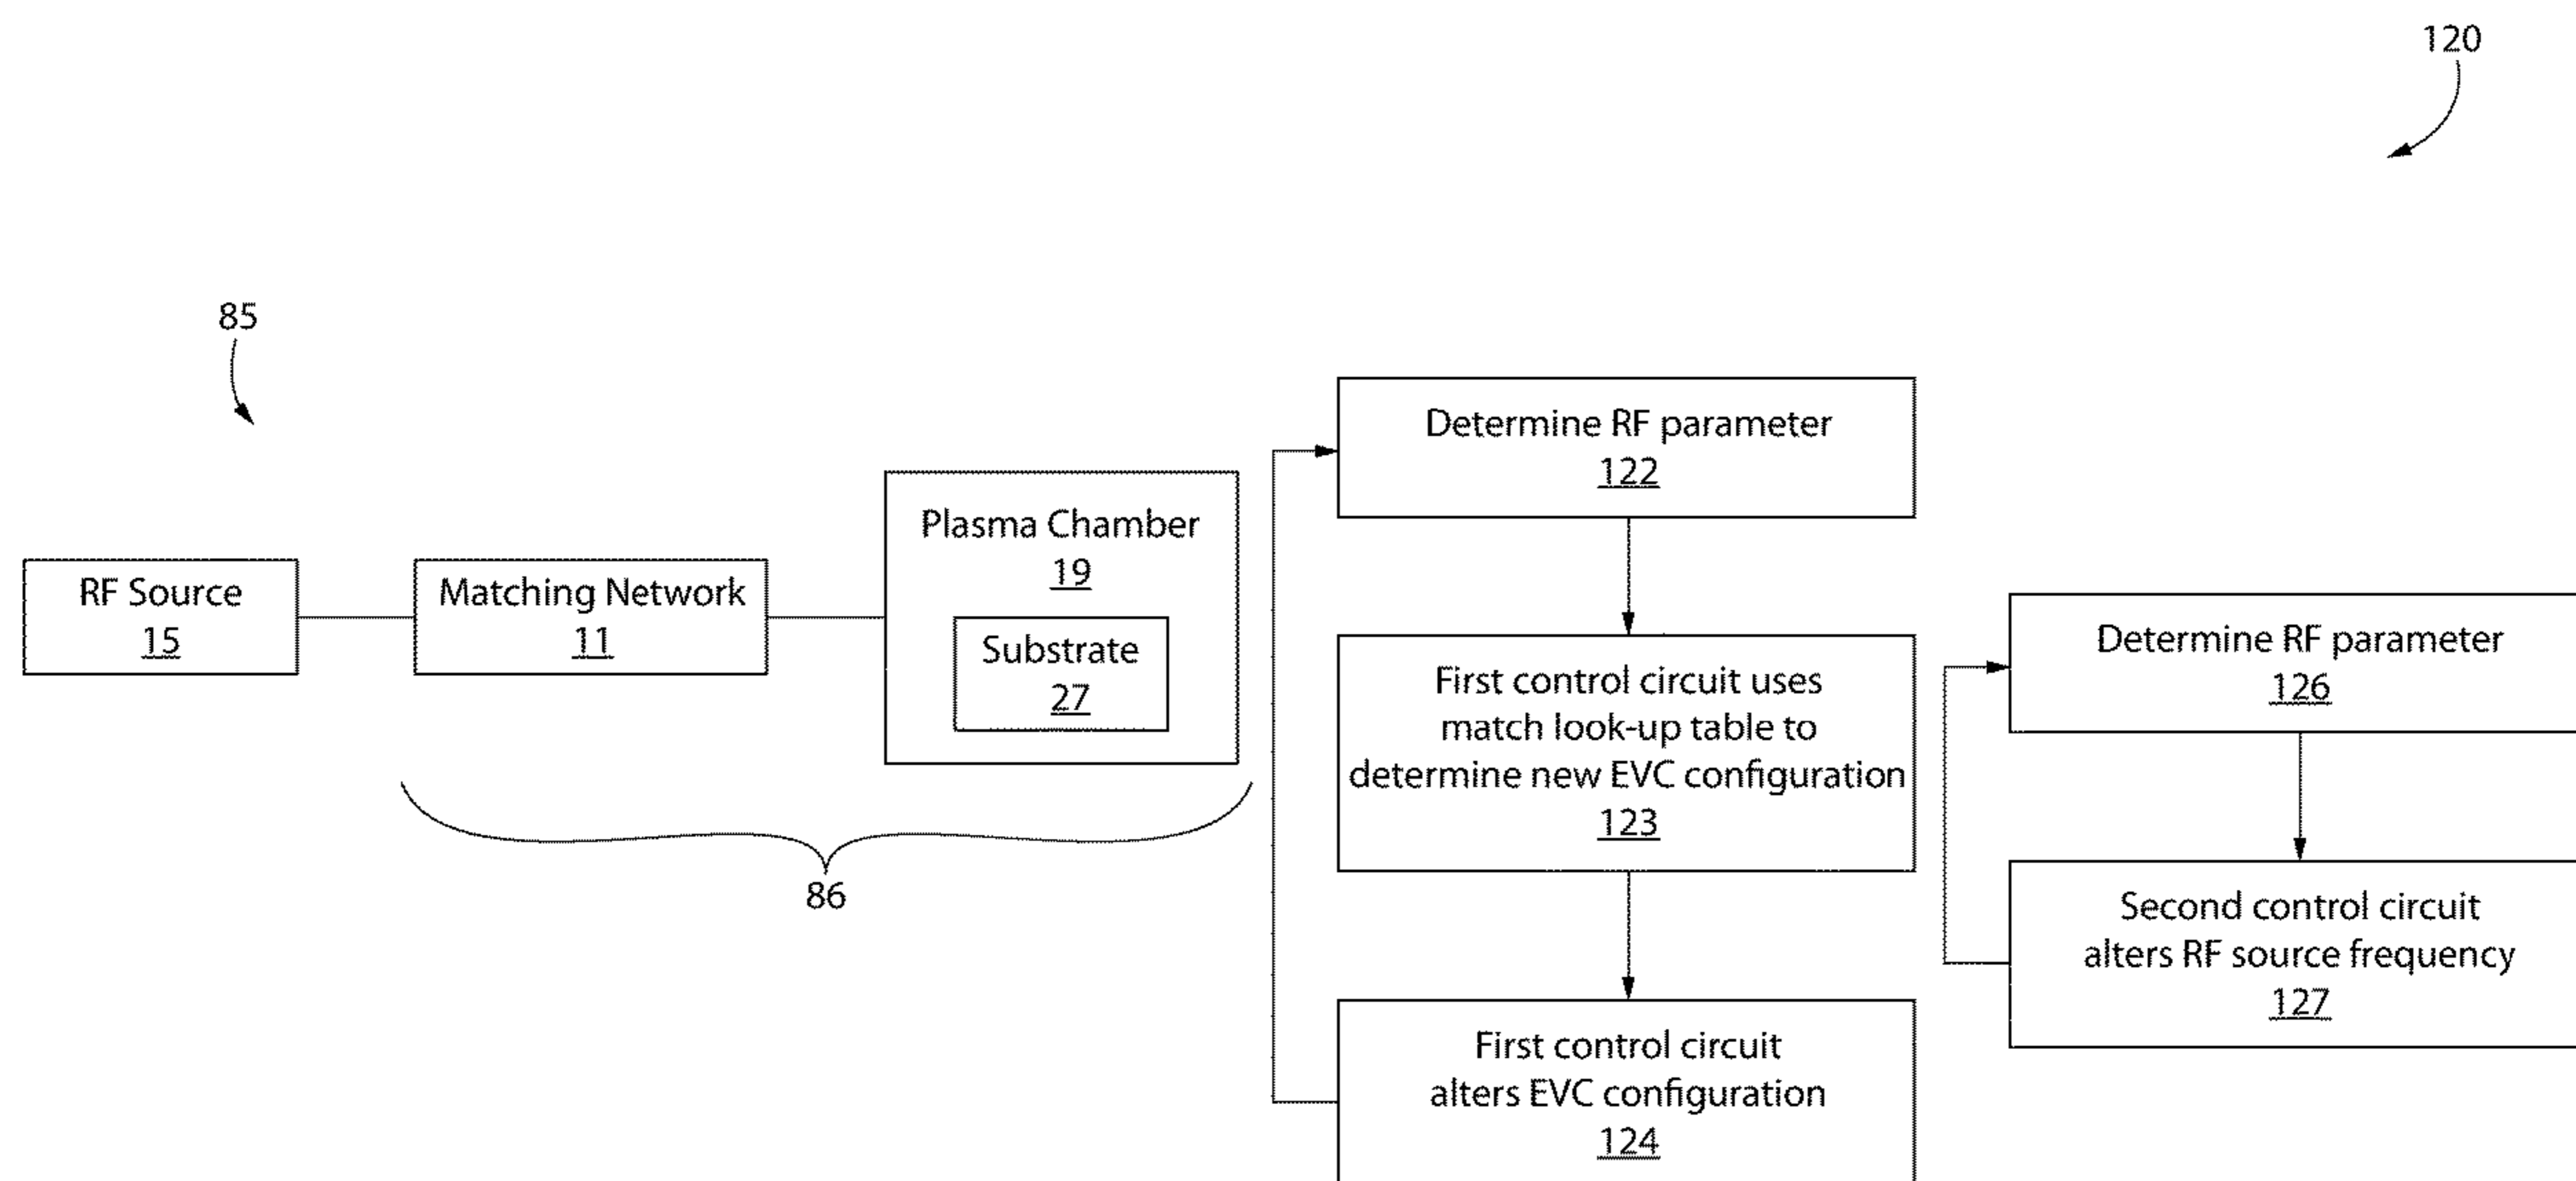 120
85
RF Source
15
Matching Network
11
Plasma Chamber
19
Substrate
27
86
Determine RF parameter
122
First control circuit uses
match look-up table to
determine new EVC configuration
123
First control circuit
alters EVC configuration
124
Determine RF parameter
126
Second control circuit
alters RF source frequency
127